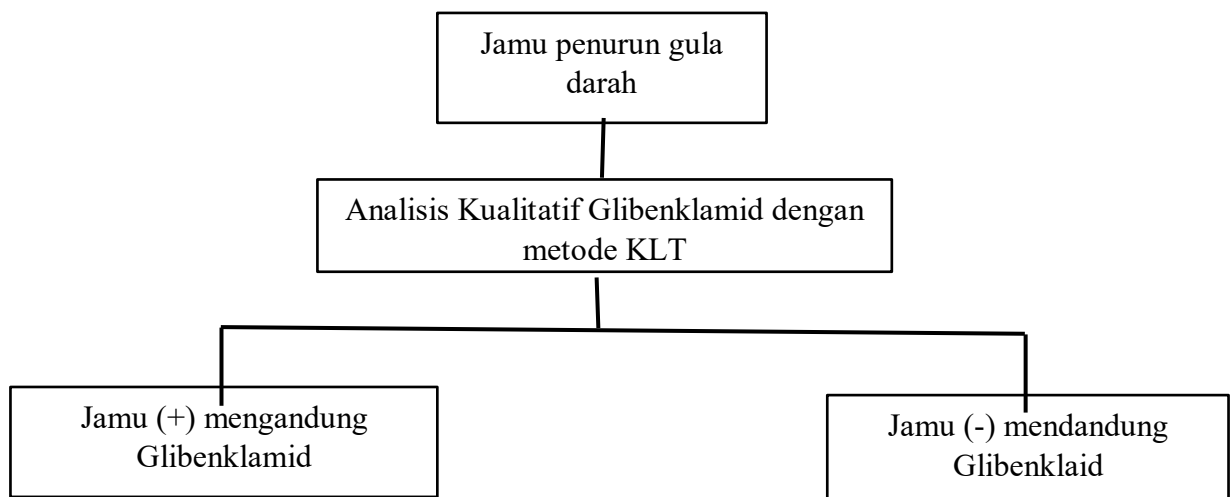 Jamu penurun gula
darah
Analisis Kualitatif Glibenklamid dengan
metode KLT
Jamu (+) mengandung
Glibenklamid
Jamu (-) mendandung
Glibenklaid